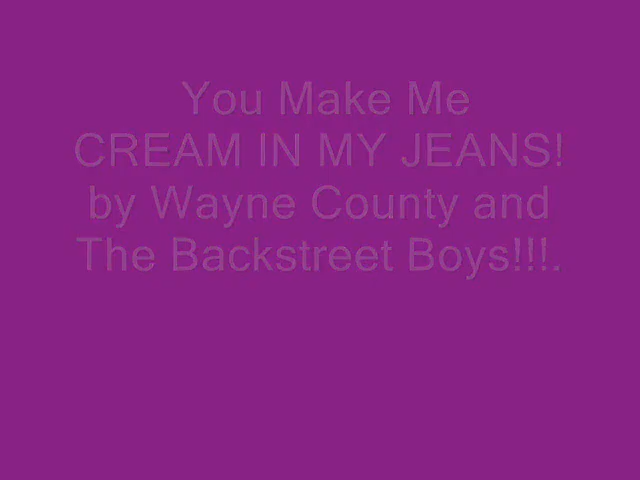 You Make Me
CREAM IN MY JEANS!
by Wayne County and
The Backstreet Boys!!!.